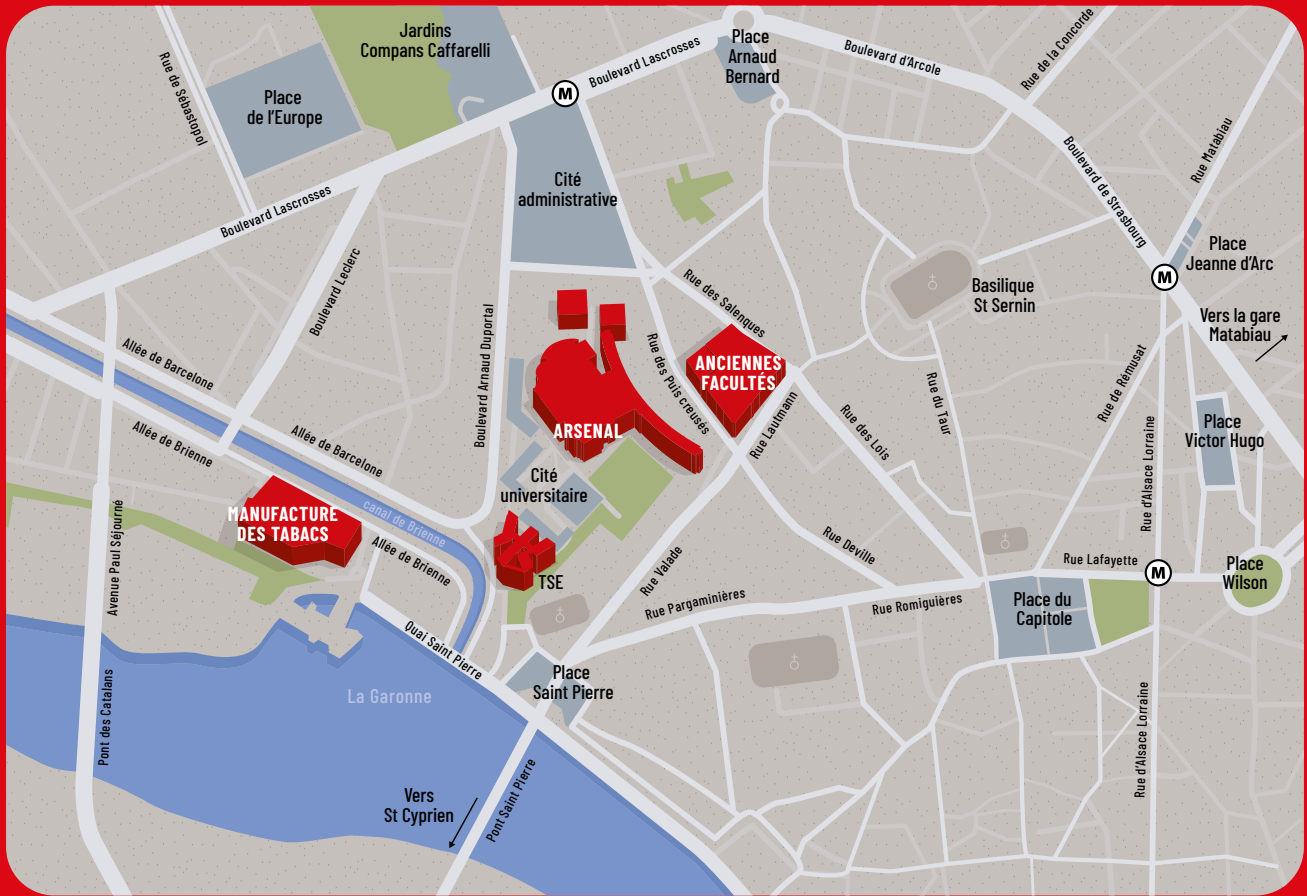 Jardins
Compans Caffarelli
Place
Arnaud
Bernard
Boulevard d'Arcole
Rue de la Concorde
Rue de Sébastopol
Place
de l'Europe
M
Boulevard Lascrosses
Boulevard de Strasbourg
Rue Matabiau
Cité
administrative
Boulevard Lascrosses
Boulevard Leclerc
Place
Jeanne d'Arc
M
Basilique
St Sernin
Vers la gare
Matabiau
Rue des Salenques
Allée de Barcelone
Boulevard Arnaud Duportal
Rue des Puis creusés
ANCIENNES
FACULTÉS
Rue du Taur
Rue de Rémusat
Place
Victor Hugo
Rue Lautmann
Rue des Lois
ARSENAL
Allée de Brienne
Allée de Barcelone
Rue d'Alsace Lorraine
Cité
universitaire
canal de Brienne
MANUFACTURE
DES TABACS
Avenue Paul Séjourné
Allée de Brienne
TSE
Rue Valade
Rue Deville
Rue Lafayette
M
Place
Wilson
Rue Pargaminières
Rue Romiguières
Place du
Capitole
Quai Saint Pierre
Place
Saint Pierre
La Garonne
Pont des Catalans
Rue d'Alsace Lorraine
Vers
St Cyprien
Pont Saint Pierre